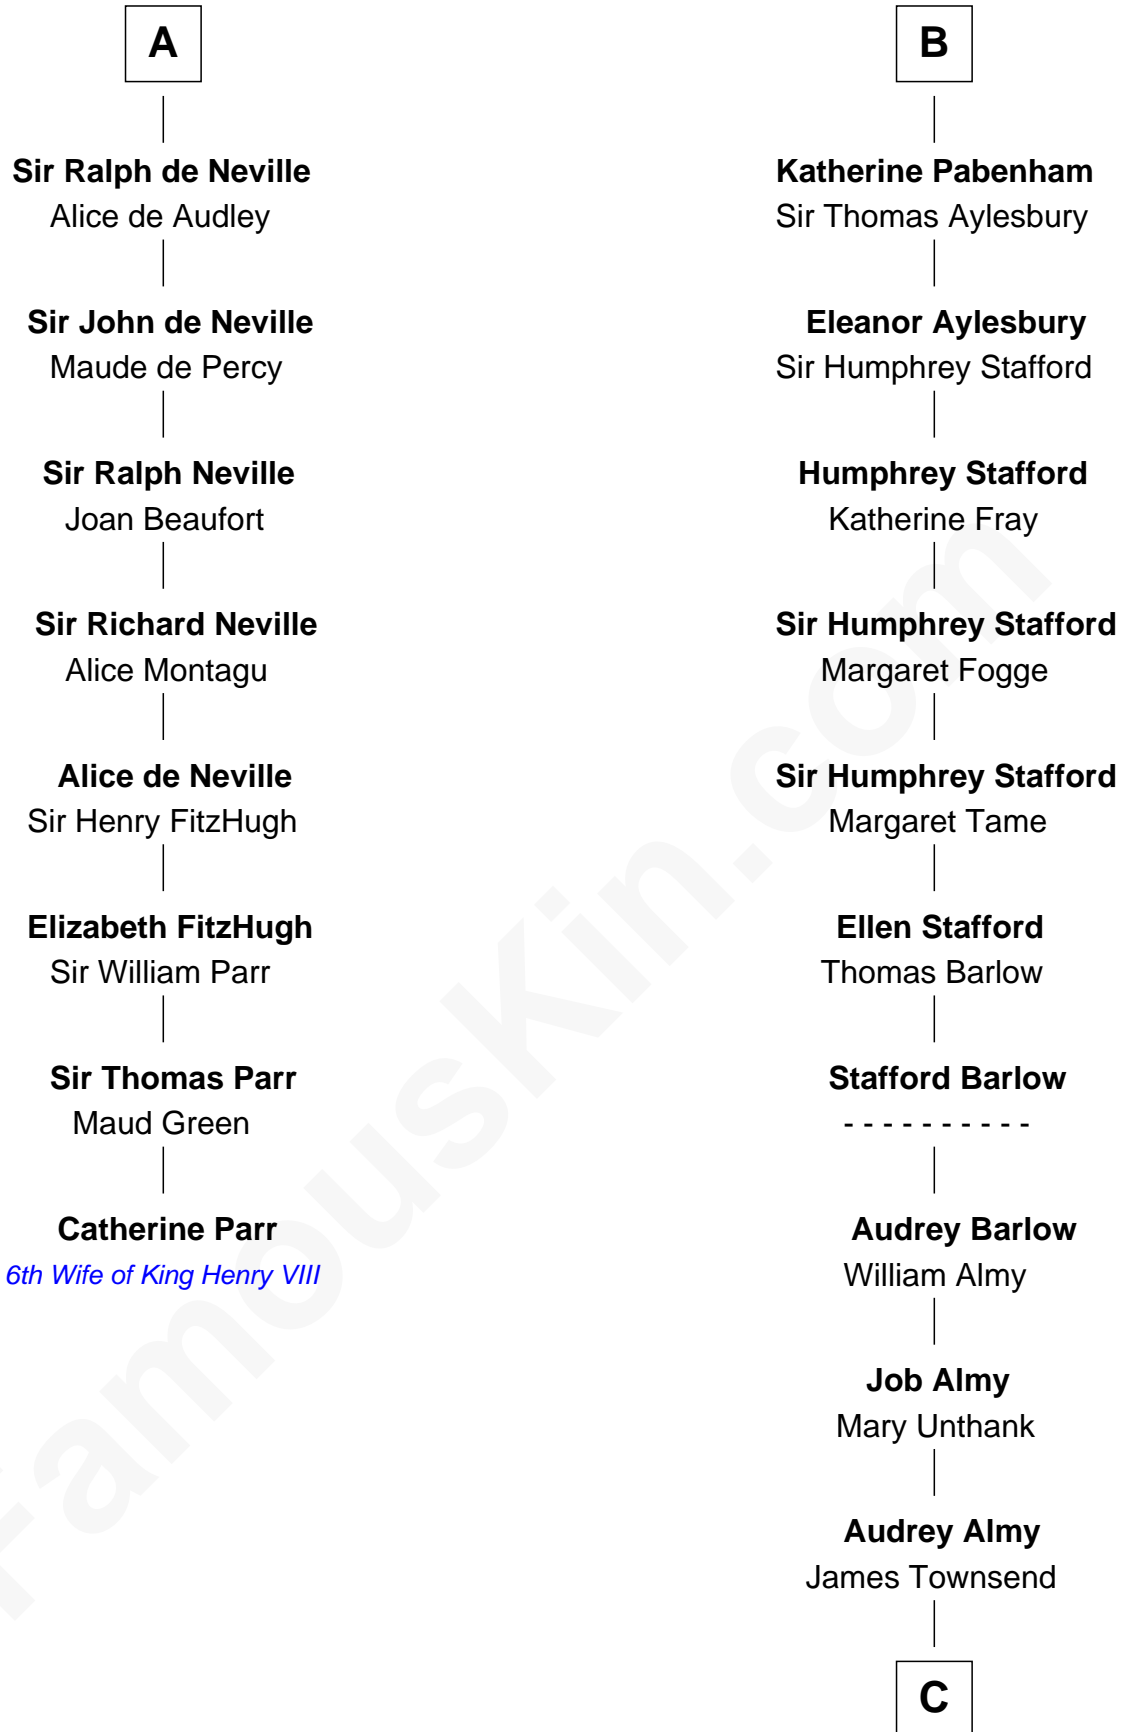 A
Sir Ralph de Neville
Alice de Audley
Sir John de Neville
Maude de Percy
Sir Ralph Neville
Joan Beaufort
Sir Richard Neville
Alice Montagu
Alice de Neville
Sir Henry FitzHugh
Elizabeth FitzHugh
Sir William Parr
Sir Thomas Parr
Maud Green
Catherine Parr
6th Wife of King Henry VIII
B
Katherine Pabenham
Sir Thomas Aylesbury
Eleanor Aylesbury
Sir Humphrey Stafford
Humphrey Stafford
Katherine Fray
Sir Humphrey Stafford
Margaret Fogge
Sir Humphrey Stafford
Margaret Tame
Ellen Stafford
Thomas Barlow
Stafford Barlow
- - - - - - - - - -
Audrey Barlow
William Almy
Job Almy
Mary Unthank
Audrey Almy
James Townsend
C
FamousKin.com